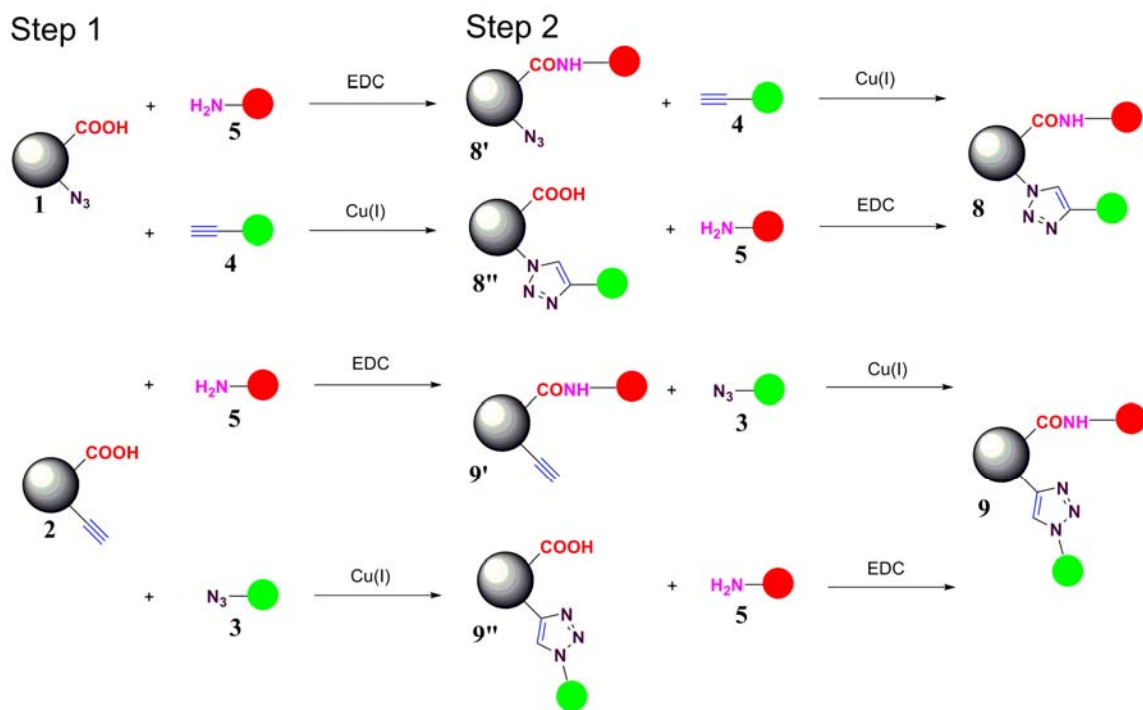 Step 1
Step 2
COOH
N3
1
+
H2N
5
EDC
CONH
N3
8'
+
4
Cu(I)
+
4
Cu(I)
COOH
N
N
N
8"
+
H2N
5
EDC
CONH
N
N
N
8
COOH
2
+
H2N
5
EDC
CONH
9'
+
N3
3
Cu(I)
+
N3
3
Cu(I)
COOH
N
N
N
9"
+
H2N
5
EDC
CONH
N
N
N
9